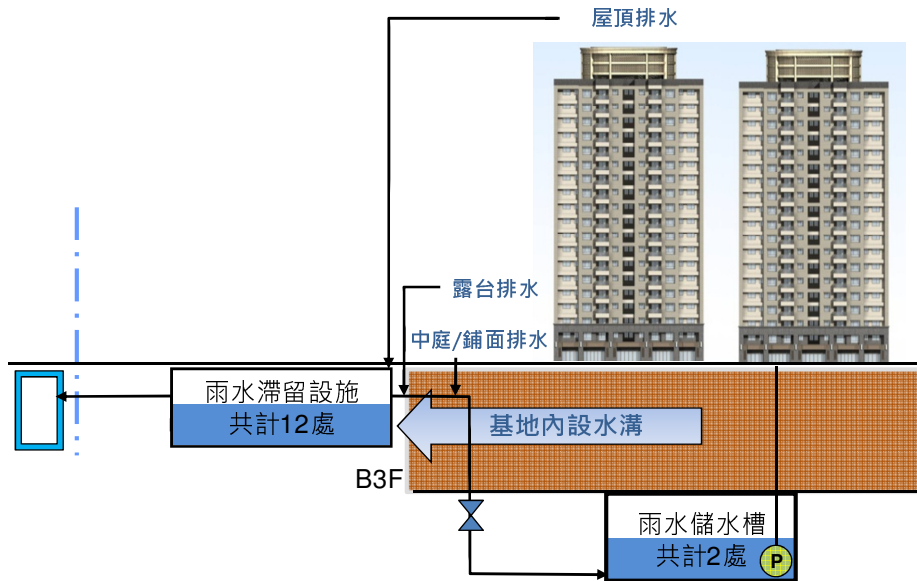 屋頂排水
露台排水
中庭/鋪面排水
雨水滯留設施
共計12處
基地內設水溝
B3F
雨水儲水槽
共計2處
P